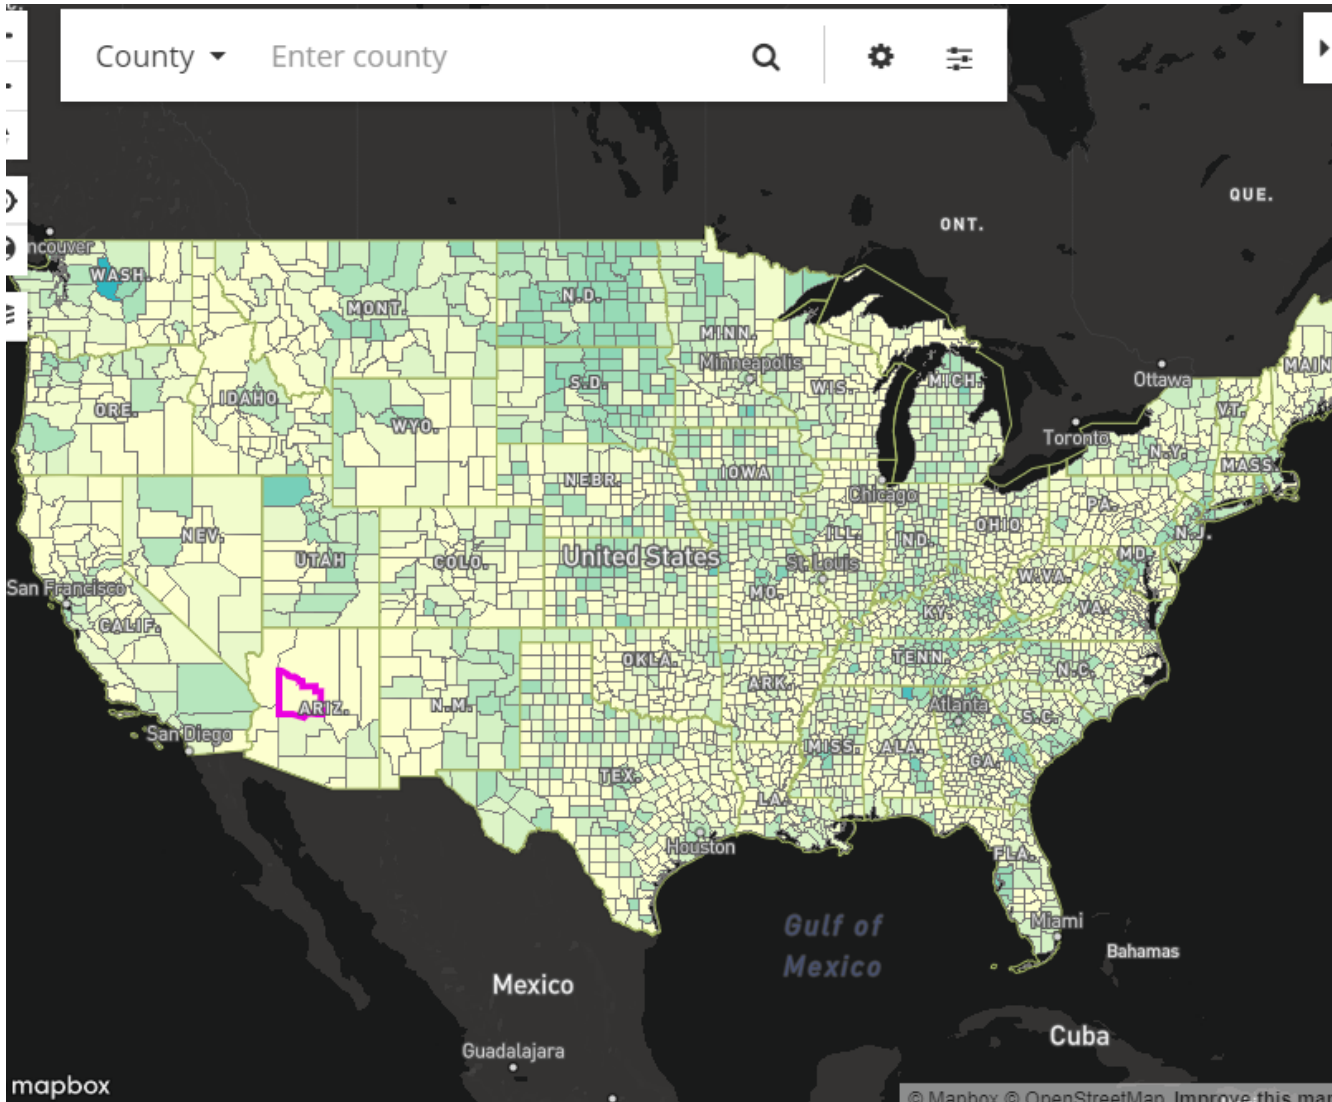 County
Enter county
QUE.
ONT.
ncouver
WASH.
MONT.
N.D.
MINN.
Minneapolis
S.D.
WIS.
MICH.
Ottawa
MAIN
ORE.
IDAHO
WYO.
VT.
Toronto
N.Y.
MASS.
NEBR.
IOWA
Chicago
PA.
OHIO
NEV.
ILL.
IND.
N.J.
MD.
UTAH
COLO.
United States
St. Louis
San Francisco
W.VA.
MO.
VA.
CALIF.
KY.
OKLA.
TENN.
N.C.
ARK.
ARIZ.
N.M.
Atlanta
S.C.
San Diego
MISS.
ALA.
GA.
TEX.
LA.
Houston
FLA.
Miami
Gulf of
Mexico
Bahamas
Mexico
Cuba
Guadalajara
mapbox
© Mapbox © OpenStreetMap Improve this map